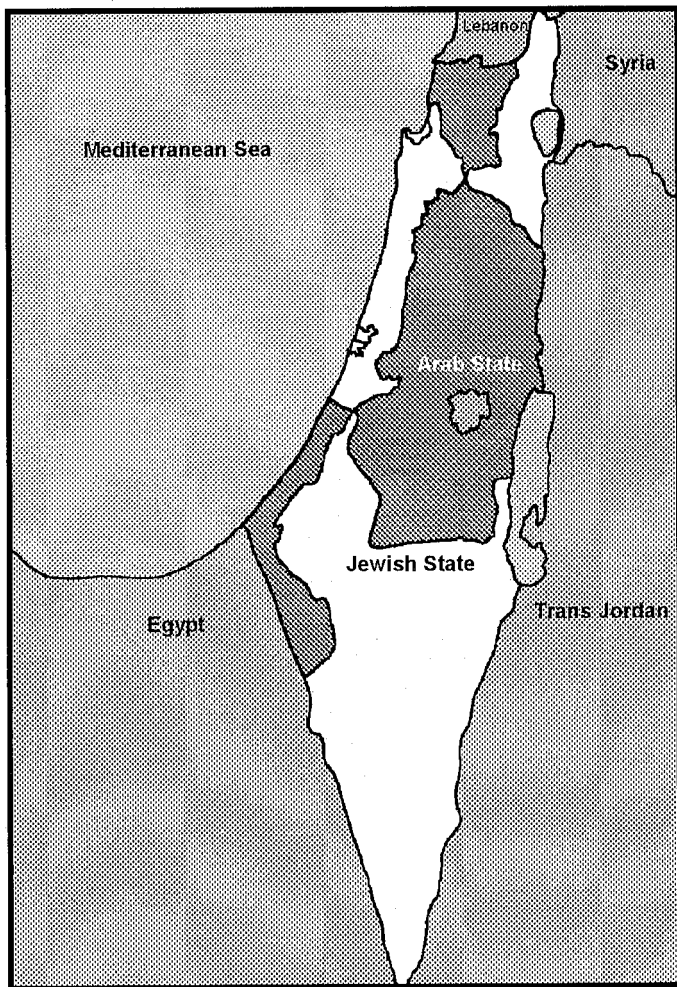 Lebanon
Syria
Mediterranean Sea
Arab State
Jewish State
Egypt
Trans Jordan